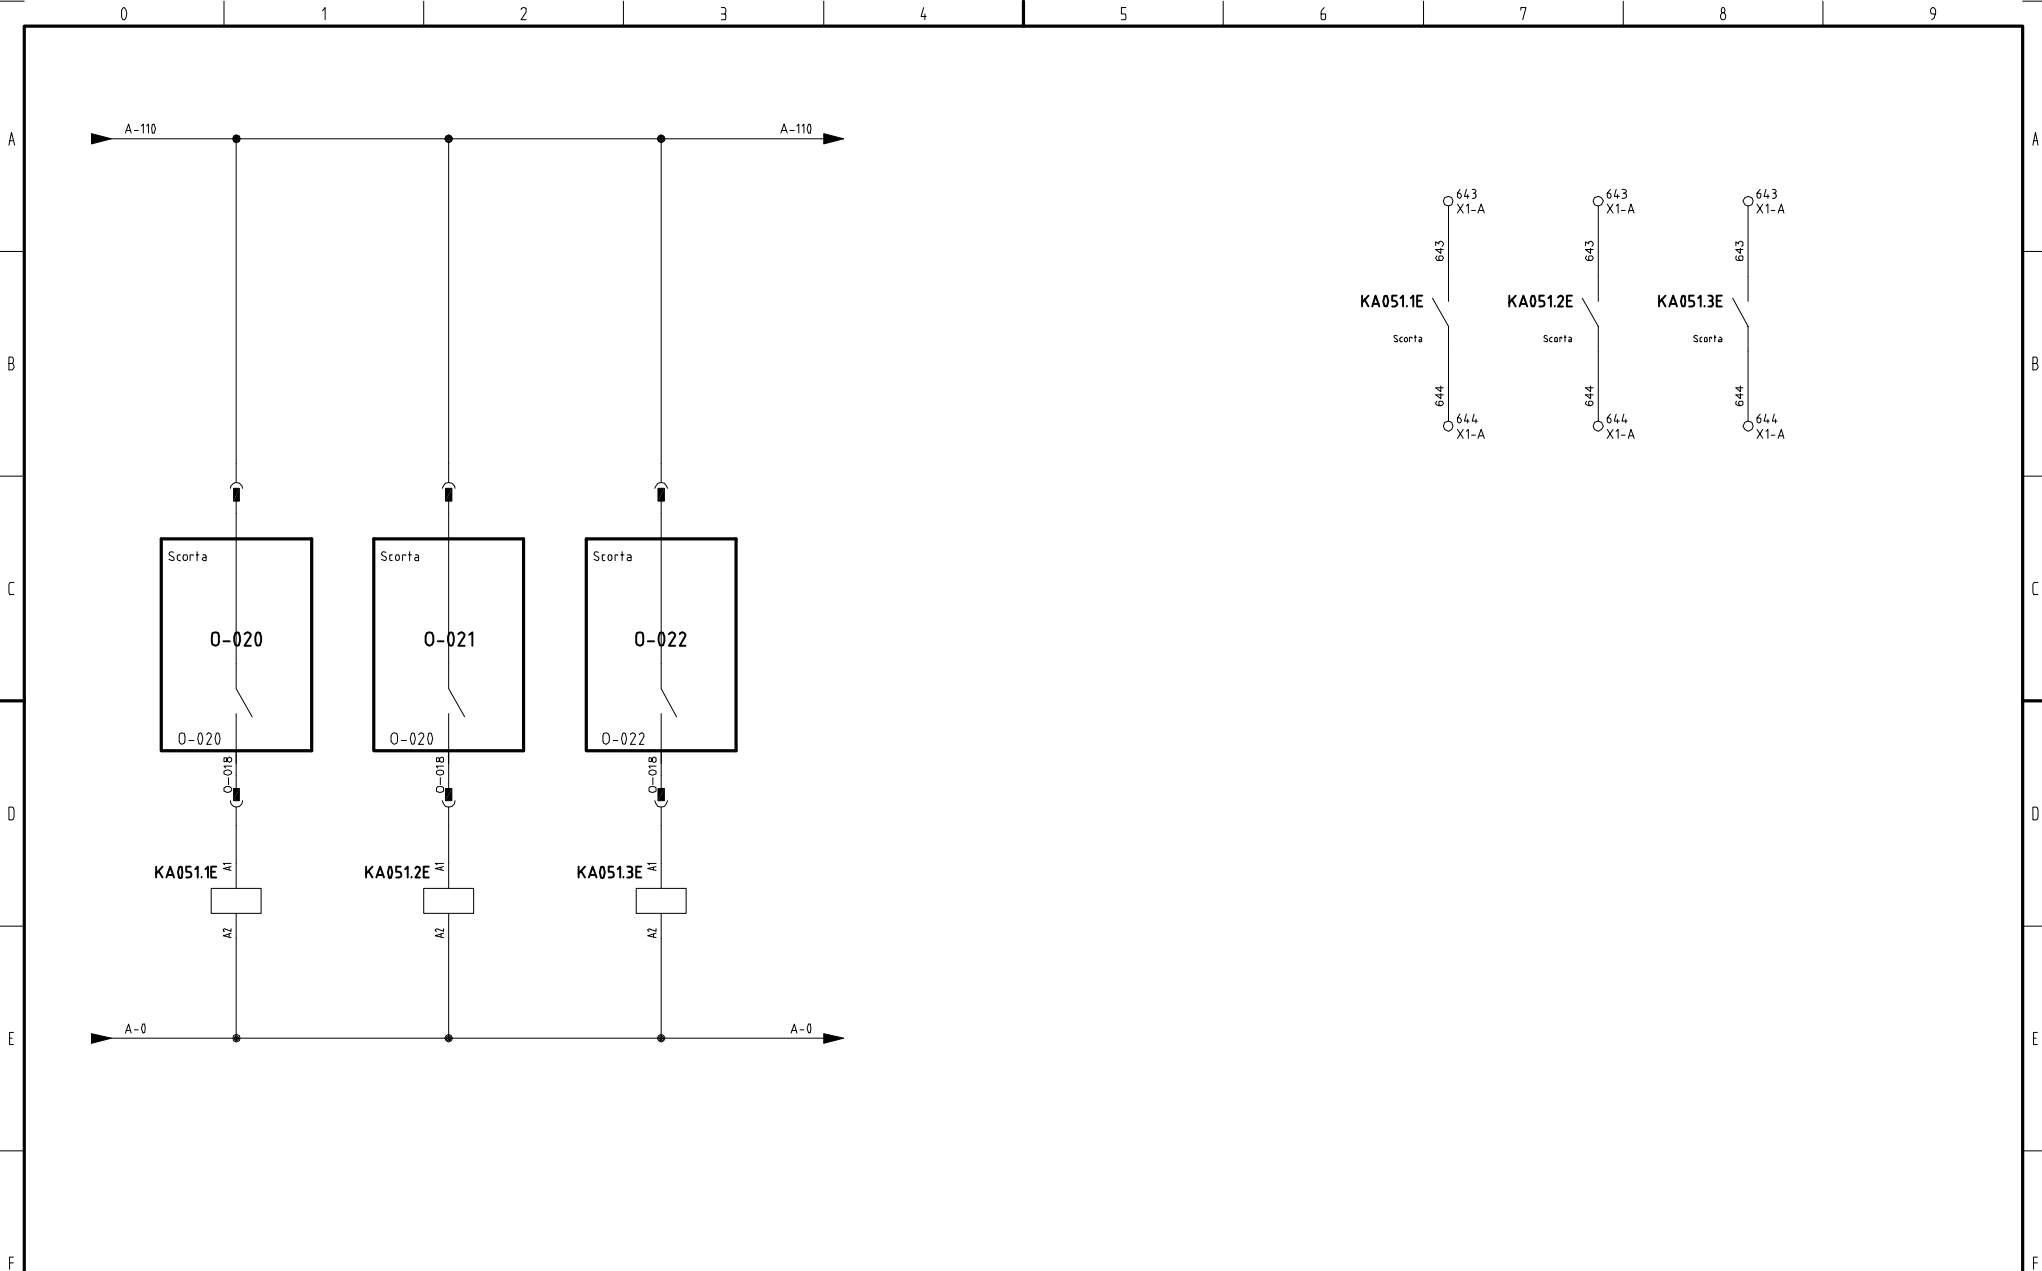 0 1 2 3 4 5 6 7 8 9
A A-110 A-110 A
643 643 643
X1-A X1-A X1-A
643 643 643
KA051.1E KA051.2E KA051.3E
Scorta Scorta Scorta
B B
644 644 644
644 644 644
X1-A X1-A X1-A
Scorta Scorta Scorta
C C
O-020 O-021 O-022
O-020 O-020 O-022
O-018 O-018 O-018
D D
KA051.1E A1 KA051.2E A1 KA051.3E A1
A2 A2 A2
E A-0 A-0 E
F F